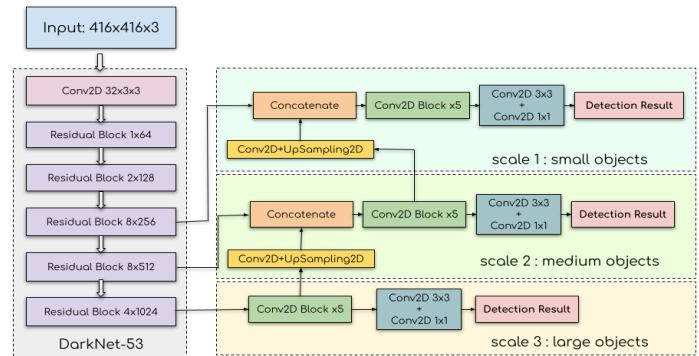 Input: 416x416x3
Conv2D 32x3x3
Residual Block 1x64
Residual Block 2x128
Residual Block 8x256
Residual Block 8x512
Residual Block 4x1024
DarkNet-53
Concatenate
Conv2D Block x5
Conv2D 3x3
+
Conv2D 1x1
Detection Result
Conv2D+UpSampling2D
scale 1 : small objects
Concatenate
Conv2D Block x5
Conv2D 3x3
+
Conv2D 1x1
Detection Result
Conv2D+UpSampling2D
scale 2 : medium objects
Conv2D Block x5
Conv2D 3x3
+
Conv2D 1x1
Detection Result
scale 3 : large objects